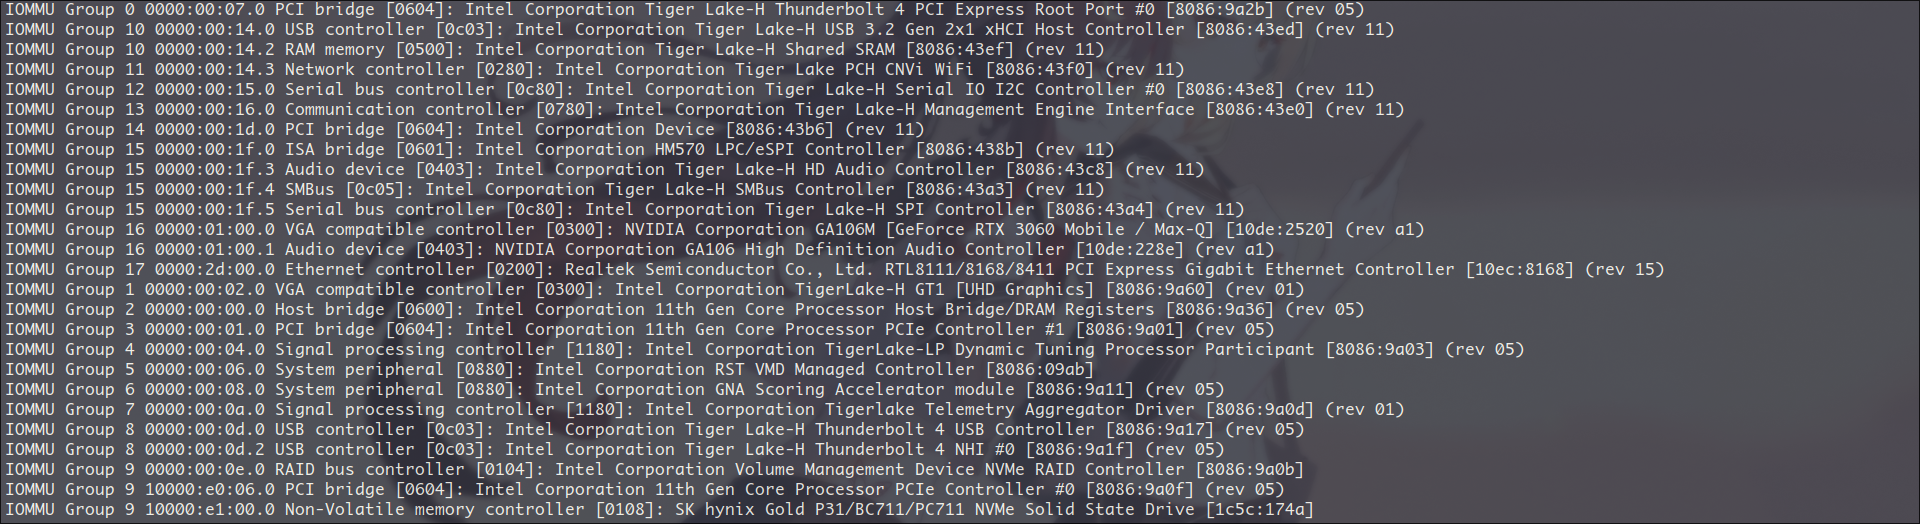 IOMMU Group 0 0000:00:07.0 PCI bridge [0604]: Intel Corporation Tiger Lake-H Thunderbolt 4 PCI Express Root Port #0 [8086:9a2b] (rev 05)
IOMMU Group 10 0000:00:14.0 USB controller [0c03]: Intel Corporation Tiger Lake-H USB 3.2 Gen 2x1 xHCI Host Controller [8086:43ed] (rev 11)
IOMMU Group 10 0000:00:14.2 RAM memory [0500]: Intel Corporation Tiger Lake-H Shared SRAM [8086:43ef] (rev 11)
IOMMU Group 11 0000:00:14.3 Network controller [0280]: Intel Corporation Tiger Lake PCH CNVi WiFi [8086:43f0] (rev 11)
IOMMU Group 12 0000:00:15.0 Serial bus controller [0c80]: Intel Corporation Tiger Lake-H Serial IO I2C Controller #0 [8086:43e8] (rev 11)
IOMMU Group 13 0000:00:16.0 Communication controller [0780]: Intel Corporation Tiger Lake-H Management Engine Interface [8086:43e0] (rev 11)
IOMMU Group 14 0000:00:1d.0 PCI bridge [0604]: Intel Corporation Device [8086:43b6] (rev 11)
IOMMU Group 15 0000:00:1f.0 ISA bridge [0601]: Intel Corporation HM570 LPC/eSPI Controller [8086:438b] (rev 11)
IOMMU Group 15 0000:00:1f.3 Audio device [0403]: Intel Corporation Tiger Lake-H HD Audio Controller [8086:43c8] (rev 11)
IOMMU Group 15 0000:00:1f.4 SMBus [0c05]: Intel Corporation Tiger Lake-H SMBus Controller [8086:43a3] (rev 11)
IOMMU Group 15 0000:00:1f.5 Serial bus controller [0c80]: Intel Corporation Tiger Lake-H SPI Controller [8086:43a4] (rev 11)
IOMMU Group 16 0000:01:00.0 VGA compatible controller [0300]: NVIDIA Corporation GA106M [GeForce RTX 3060 Mobile / Max-Q] [10de:2520] (rev a1)
IOMMU Group 16 0000:01:00.1 Audio device [0403]: NVIDIA Corporation GA106 High Definition Audio Controller [10de:228e] (rev a1)
IOMMU Group 17 0000:2d:00.0 Ethernet controller [0200]: Realtek Semiconductor Co., Ltd. RTL8111/8168/8411 PCI Express Gigabit Ethernet Controller [10ec:8168] (rev 15)
IOMMU Group 1 0000:00:02.0 VGA compatible controller [0300]: Intel Corporation TigerLake-H GT1 [UHD Graphics] [8086:9a60] (rev 01)
IOMMU Group 2 0000:00:00.0 Host bridge [0600]: Intel Corporation 11th Gen Core Processor Host Bridge/DRAM Registers [8086:9a36] (rev 05)
IOMMU Group 3 0000:00:01.0 PCI bridge [0604]: Intel Corporation 11th Gen Core Processor PCIe Controller #1 [8086:9a01] (rev 05)
IOMMU Group 4 0000:00:04.0 Signal processing controller [1180]: Intel Corporation TigerLake-LP Dynamic Tuning Processor Participant [8086:9a03] (rev 05)
IOMMU Group 5 0000:00:06.0 System peripheral [0880]: Intel Corporation RST VMD Managed Controller [8086:09ab]
IOMMU Group 6 0000:00:08.0 System peripheral [0880]: Intel Corporation GNA Scoring Accelerator module [8086:9a11] (rev 05)
IOMMU Group 7 0000:00:0a.0 Signal processing controller [1180]: Intel Corporation Tigerlake Telemetry Aggregator Driver [8086:9a0d] (rev 01)
IOMMU Group 8 0000:00:0d.0 USB controller [0c03]: Intel Corporation Tiger Lake-H Thunderbolt 4 USB Controller [8086:9a17] (rev 05)
IOMMU Group 8 0000:00:0d.2 USB controller [0c03]: Intel Corporation Tiger Lake-H Thunderbolt 4 NHI #0 [8086:9a1f] (rev 05)
IOMMU Group 9 0000:00:0e.0 RAID bus controller [0104]: Intel Corporation Volume Management Device NVMe RAID Controller [8086:9a0b]
IOMMU Group 9 10000:e0:06.0 PCI bridge [0604]: Intel Corporation 11th Gen Core Processor PCIe Controller #0 [8086:9a0f] (rev 05)
IOMMU Group 9 10000:e1:00.0 Non-Volatile memory controller [0108]: SK hynix Gold P31/BC711/PC711 NVMe Solid State Drive [1c5c:174a]